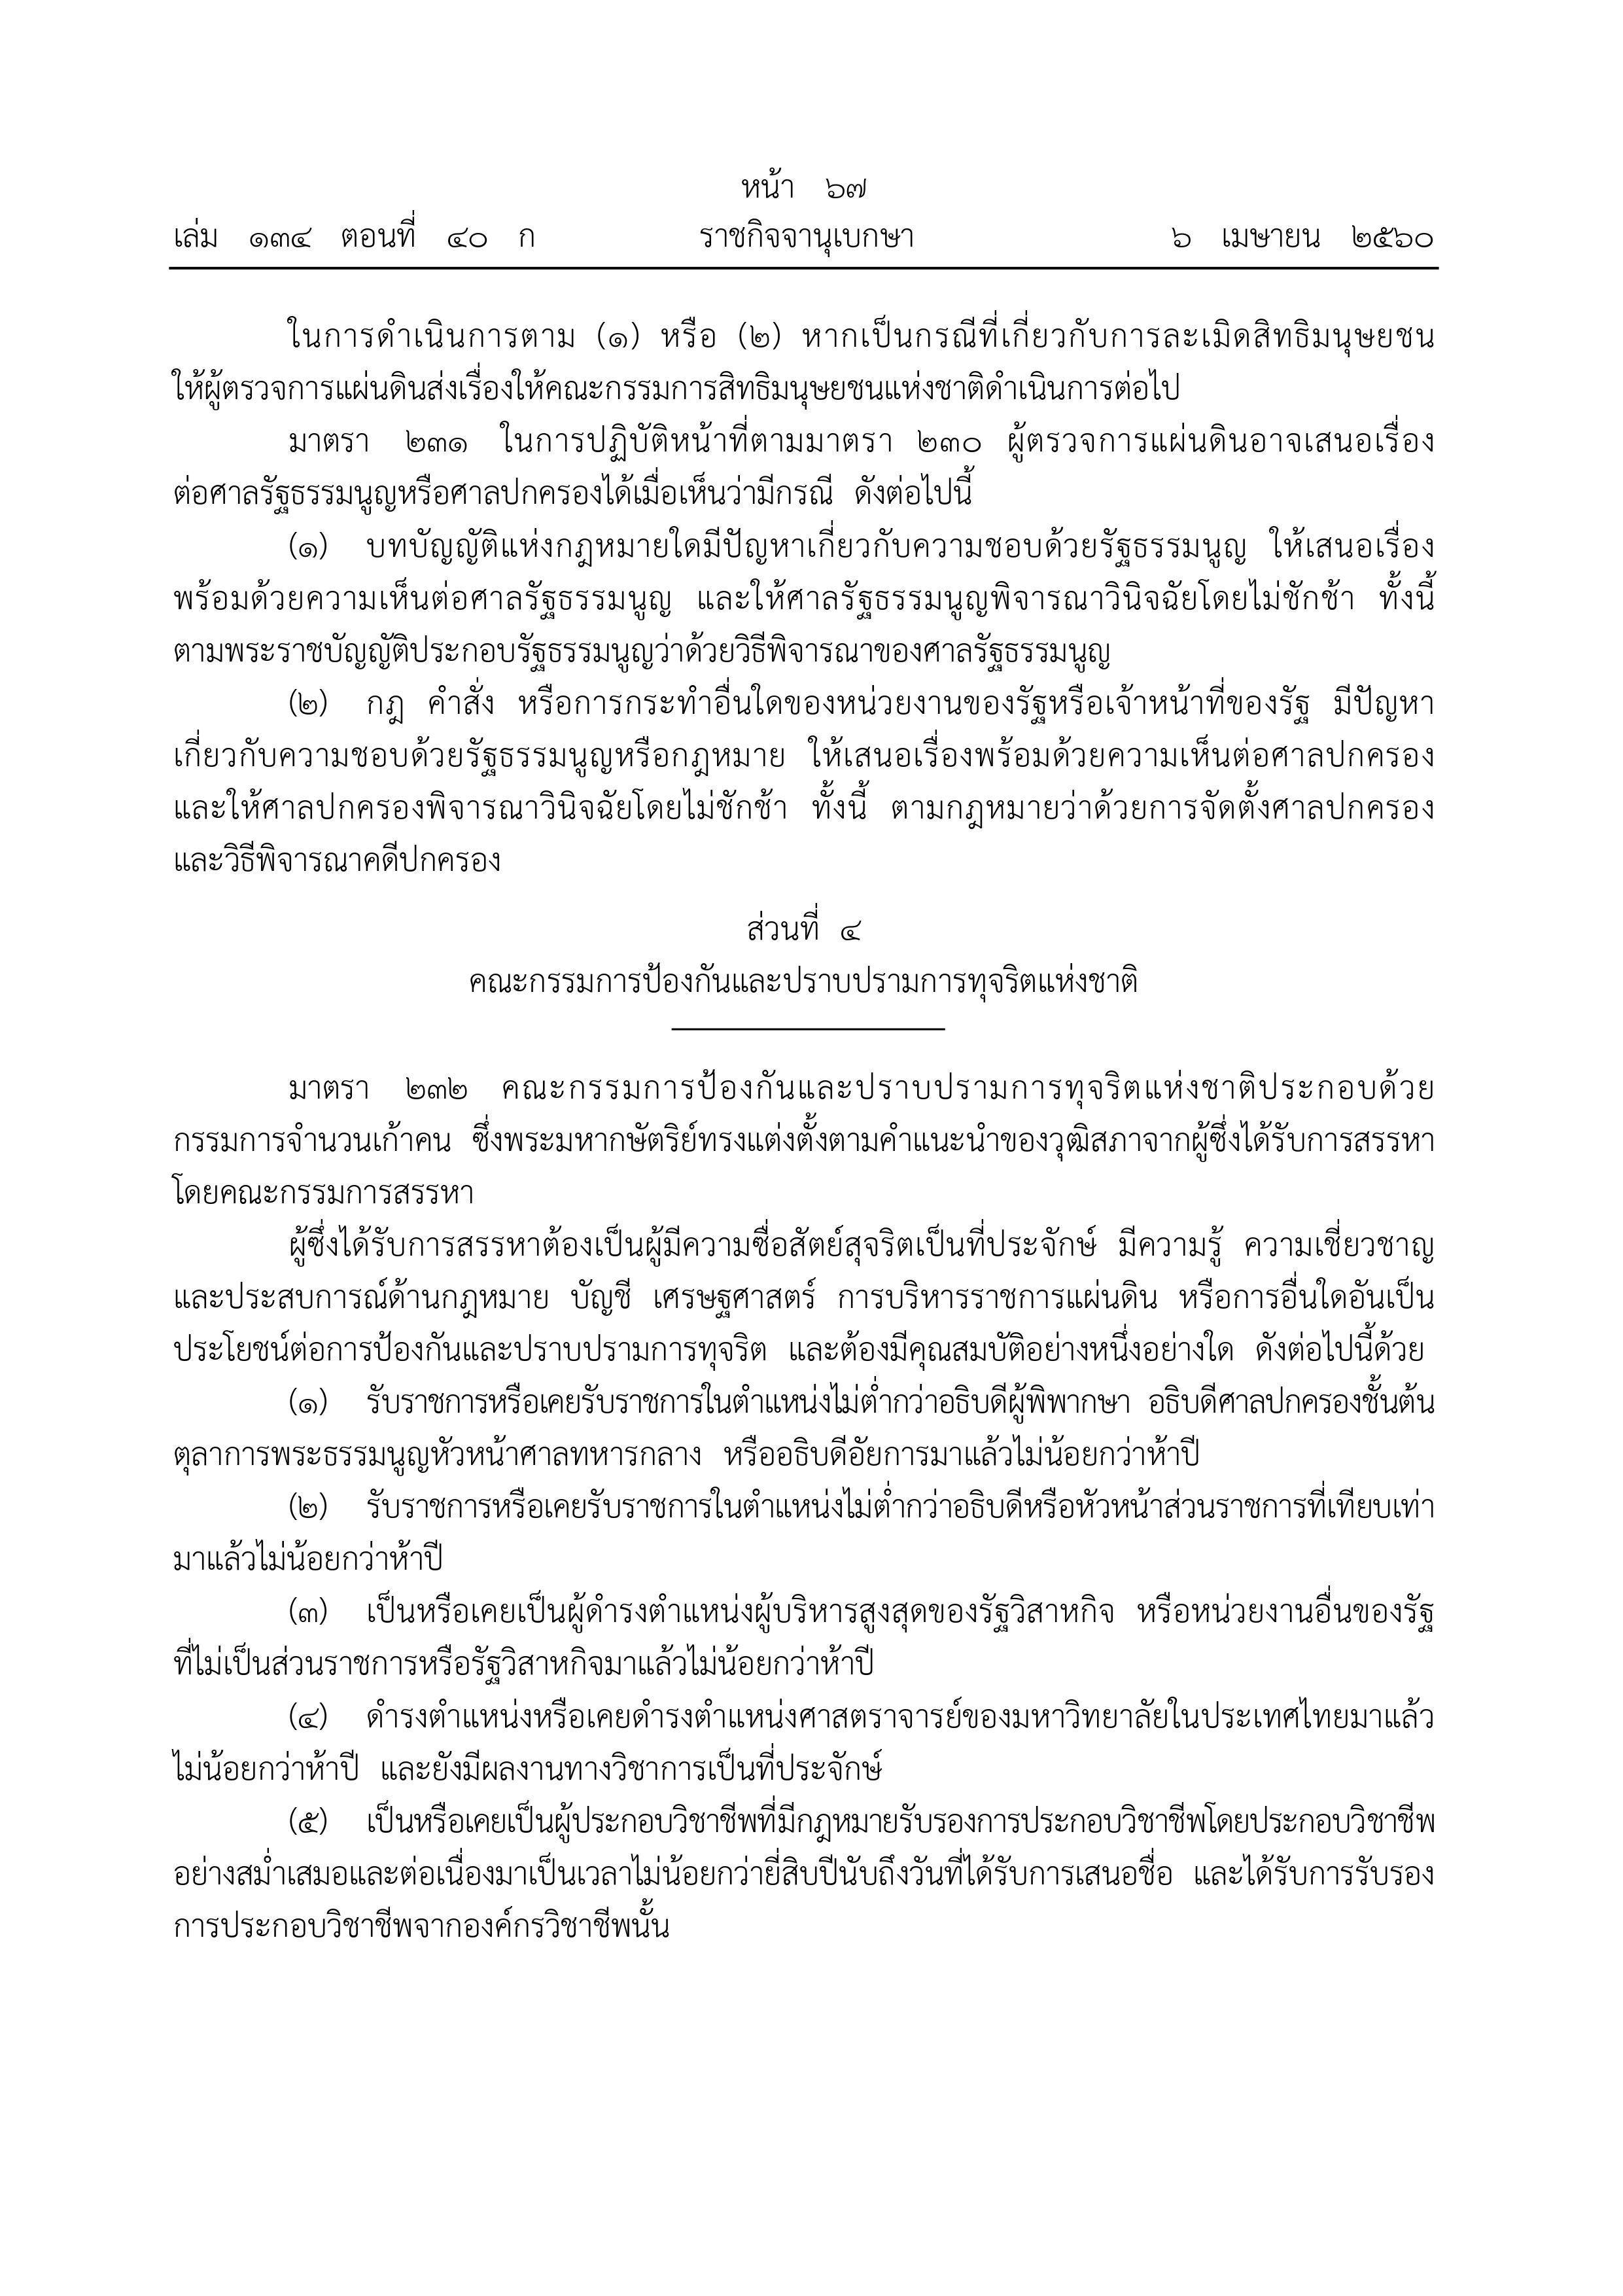 หน้า ๖๗
เล่ม ๑๓๔ ตอนที่ ๔๐ ก ราชกิจจานุเบกษา ๖ เมษายน ๒๕๖๐
ในการดำเนินการตาม (๑) หรือ (๒) หากเป็นกรณีที่เกี่ยวกับการละเมิดสิทธิมนุษยชน
ให้ผู้ตรวจการแผ่นดินส่งเรื่องให้คณะกรรมการสิทธิมนุษยชนแห่งชาติดำเนินการต่อไป
มาตรา ๒๓๑ ในการปฏิบัติหน้าที่ตามมาตรา ๒๓๐ ผู้ตรวจการแผ่นดินอาจเสนอเรื่อง
ต่อศาลรัฐธรรมนูญหรือศาลปกครองได้เมื่อเห็นว่ามีกรณี ดังต่อไปนี้
(๑) บทบัญญัติแห่งกฎหมายใดมีปัญหาเกี่ยวกับความชอบด้วยรัฐธรรมนูญ ให้เสนอเรื่อง
พร้อมด้วยความเห็นต่อศาลรัฐธรรมนูญ และให้ศาลรัฐธรรมนูญพิจารณาวินิจฉัยโดยไม่ชักช้า ทั้งนี้
ตามพระราชบัญญัติประกอบรัฐธรรมนูญว่าด้วยวิธีพิจารณาของศาลรัฐธรรมนูญ
(๒) กฎ คำสั่ง หรือการกระทำอื่นใดของหน่วยงานของรัฐหรือเจ้าหน้าที่ของรัฐ มีปัญหา
เกี่ยวกับความชอบด้วยรัฐธรรมนูญหรือกฎหมาย ให้เสนอเรื่องพร้อมด้วยความเห็นต่อศาลปกครอง
และให้ศาลปกครองพิจารณาวินิจฉัยโดยไม่ชักช้า ทั้งนี้ ตามกฎหมายว่าด้วยการจัดตั้งศาลปกครอง
และวิธีพิจารณาคดีปกครอง
ส่วนที่ ๔
คณะกรรมการป้องกันและปราบปรามการทุจริตแห่งชาติ
มาตรา ๒๓๒ คณะกรรมการป้องกันและปราบปรามการทุจริตแห่งชาติประกอบด้วย
กรรมการจำนวนเก้าคน ซึ่งพระมหากษัตริย์ทรงแต่งตั้งตามคำแนะนำของวุฒิสภาจากผู้ซึ่งได้รับการสรรหา
โดยคณะกรรมการสรรหา
ผู้ซึ่งได้รับการสรรหาต้องเป็นผู้มีความซื่อสัตย์สุจริตเป็นที่ประจักษ์ มีความรู้ ความเชี่ยวชาญ
และประสบการณ์ด้านกฎหมาย บัญชี เศรษฐศาสตร์ การบริหารราชการแผ่นดิน หรือการอื่นใดอันเป็น
ประโยชน์ต่อการป้องกันและปราบปรามการทุจริต และต้องมีคุณสมบัติอย่างหนึ่งอย่างใด ดังต่อไปนี้ด้วย
(๑) รับราชการหรือเคยรับราชการในตำแหน่งไม่ต่ำกว่าอธิบดีผู้พิพากษา อธิบดีศาลปกครองชั้นต้น
ตุลาการพระธรรมนูญหัวหน้าศาลทหารกลาง หรืออธิบดีอัยการมาแล้วไม่น้อยกว่าห้าปี
(๒) รับราชการหรือเคยรับราชการในตำแหน่งไม่ต่ำกว่าอธิบดีหรือหัวหน้าส่วนราชการที่เทียบเท่า
มาแล้วไม่น้อยกว่าห้าปี
(๓) เป็นหรือเคยเป็นผู้ดำรงตำแหน่งผู้บริหารสูงสุดของรัฐวิสาหกิจ หรือหน่วยงานอื่นของรัฐ
ที่ไม่เป็นส่วนราชการหรือรัฐวิสาหกิจมาแล้วไม่น้อยกว่าห้าปี
(๔) ดำรงตำแหน่งหรือเคยดำรงตำแหน่งศาสตราจารย์ของมหาวิทยาลัยในประเทศไทยมาแล้ว
ไม่น้อยกว่าห้าปี และยังมีผลงานทางวิชาการเป็นที่ประจักษ์
(๕) เป็นหรือเคยเป็นผู้ประกอบวิชาชีพที่มีกฎหมายรับรองการประกอบวิชาชีพโดยประกอบวิชาชีพ
อย่างสม่ำเสมอและต่อเนื่องมาเป็นเวลาไม่น้อยกว่ายี่สิบปีนับถึงวันที่ได้รับการเสนอชื่อ และได้รับการรับรอง
การประกอบวิชาชีพจากองค์กรวิชาชีพนั้น